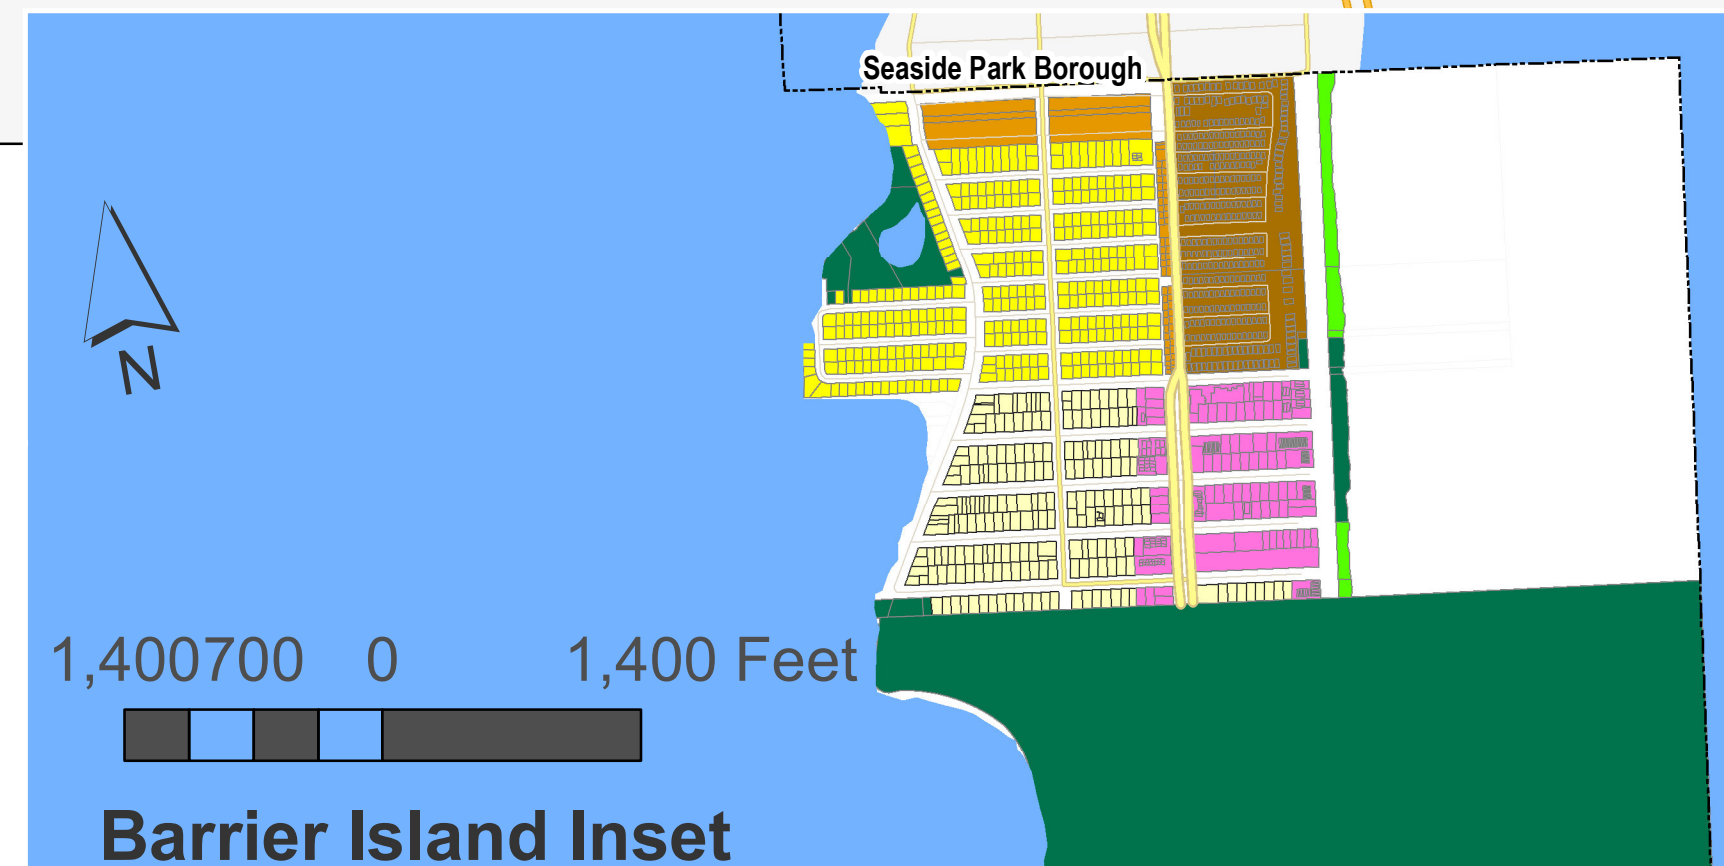 Seaside Park Borough
N
1,400700 0 1,400 Feet
Barrier Island Inset